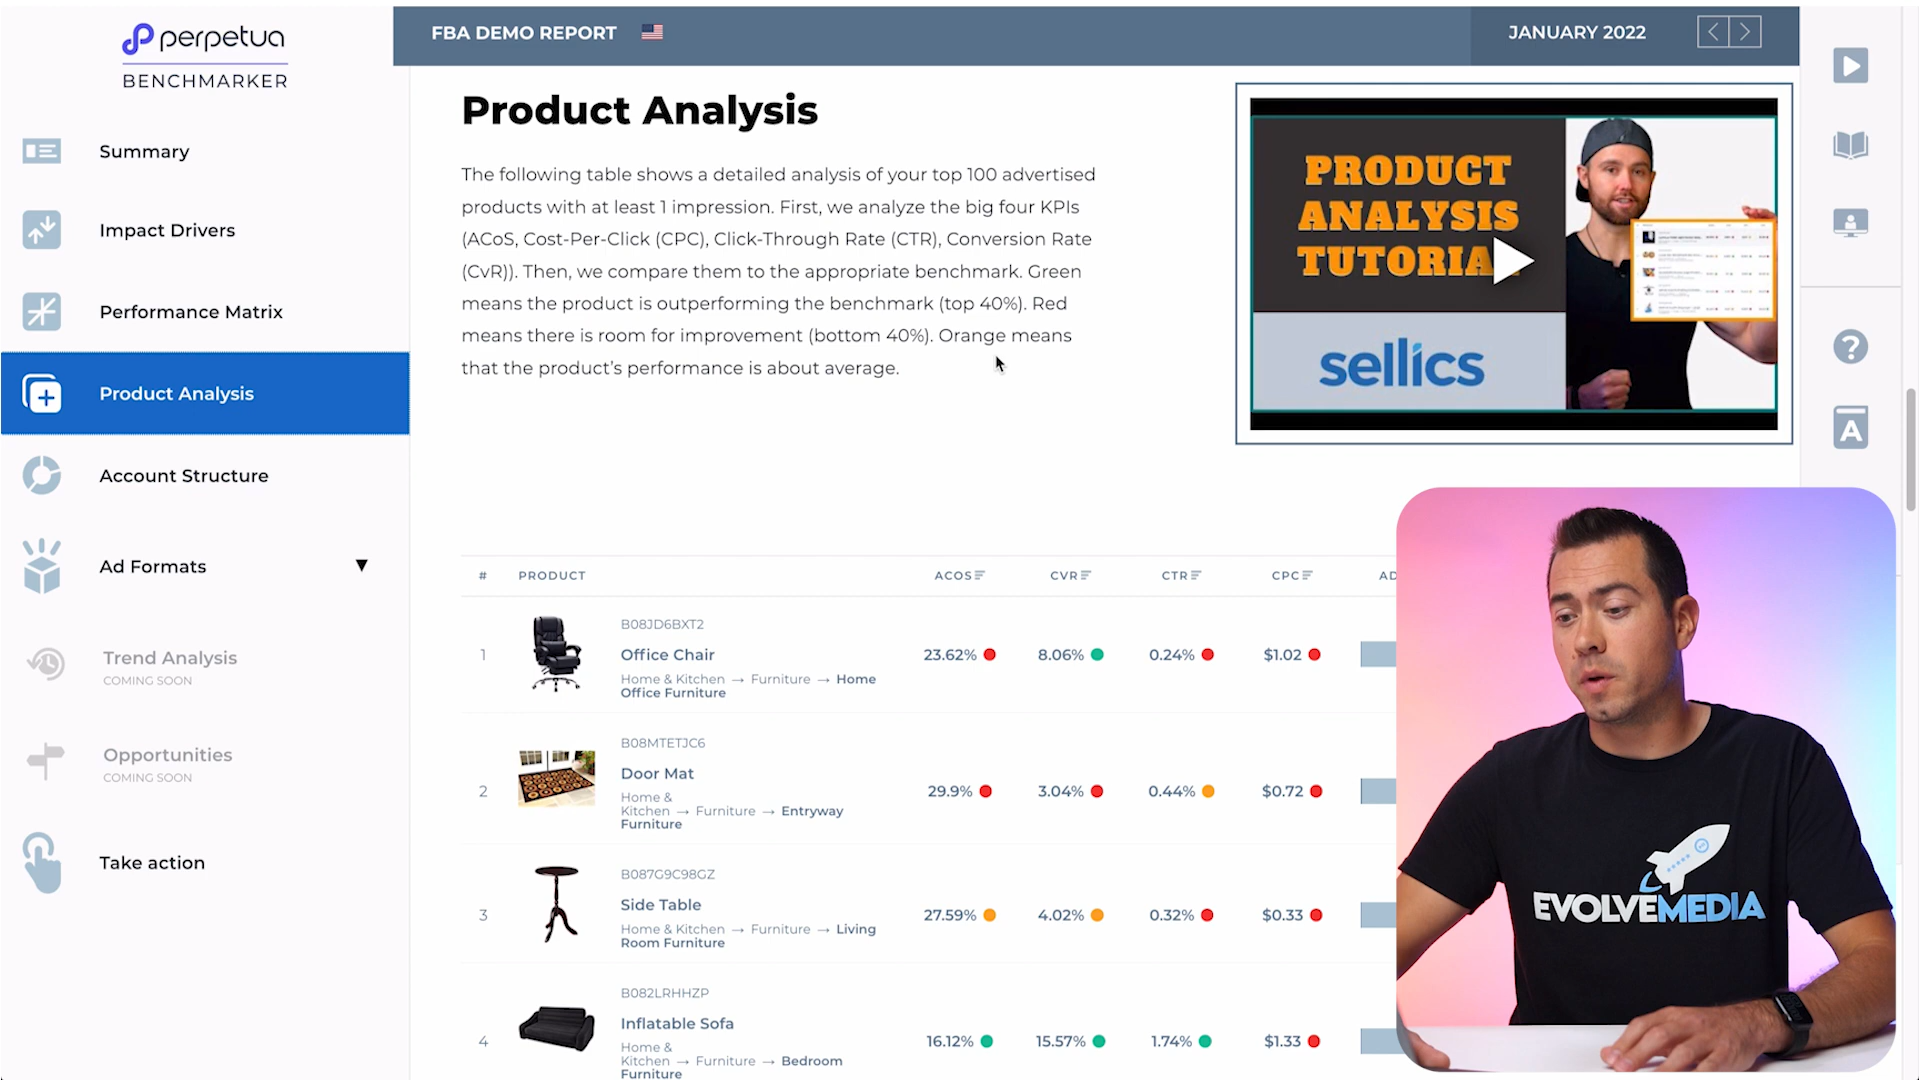 perpetua
BENCHMARKER
FBA DEMO REPORT
JANUARY 2022
Summary
Impact Drivers
Performance Matrix
Product Analysis
Account Structure
Ad Formats
Trend Analysis
COMING SOON
Opportunities
COMING SOON
Take action
Product Analysis
The following table shows a detailed analysis of your top 100 advertised
products with at least 1 impression. First, we analyze the big four KPIs
(ACoS, Cost-Per-Click (CPC), Click-Through Rate (CTR), Conversion Rate
(CvR)). Then, we compare them to the appropriate benchmark. Green
means the product is outperforming the benchmark (top 40%). Red
means there is room for improvement (bottom 40%). Orange means
that the product's performance is about average.
PRODUCT
ANALYSIS
TUTORIA
sellics
A
# PRODUCT ACOS CVR CTR CPC AD
B08JD6BXT2
1 Office Chair 23.62% 8.06% 0.24% $1.02
Home & Kitchen → Furniture → Home
Office Furniture
B08MTETJC6
Door Mat
2 29.9% 3.04% 0.44% $0.72
Home &
Kitchen → Furniture → Entryway
Furniture
B087G9C98GZ
Side Table
3 27.59% 4.02% 0.32% $0.33
Home & Kitchen → Furniture → Living
Room Furniture
B082LRHHZP
Inflatable Sofa
4 16.12% 15.57% 1.74% $1.33
Home &
Kitchen → Furniture → Bedroom
Furniture
EVOLVEMEDIA